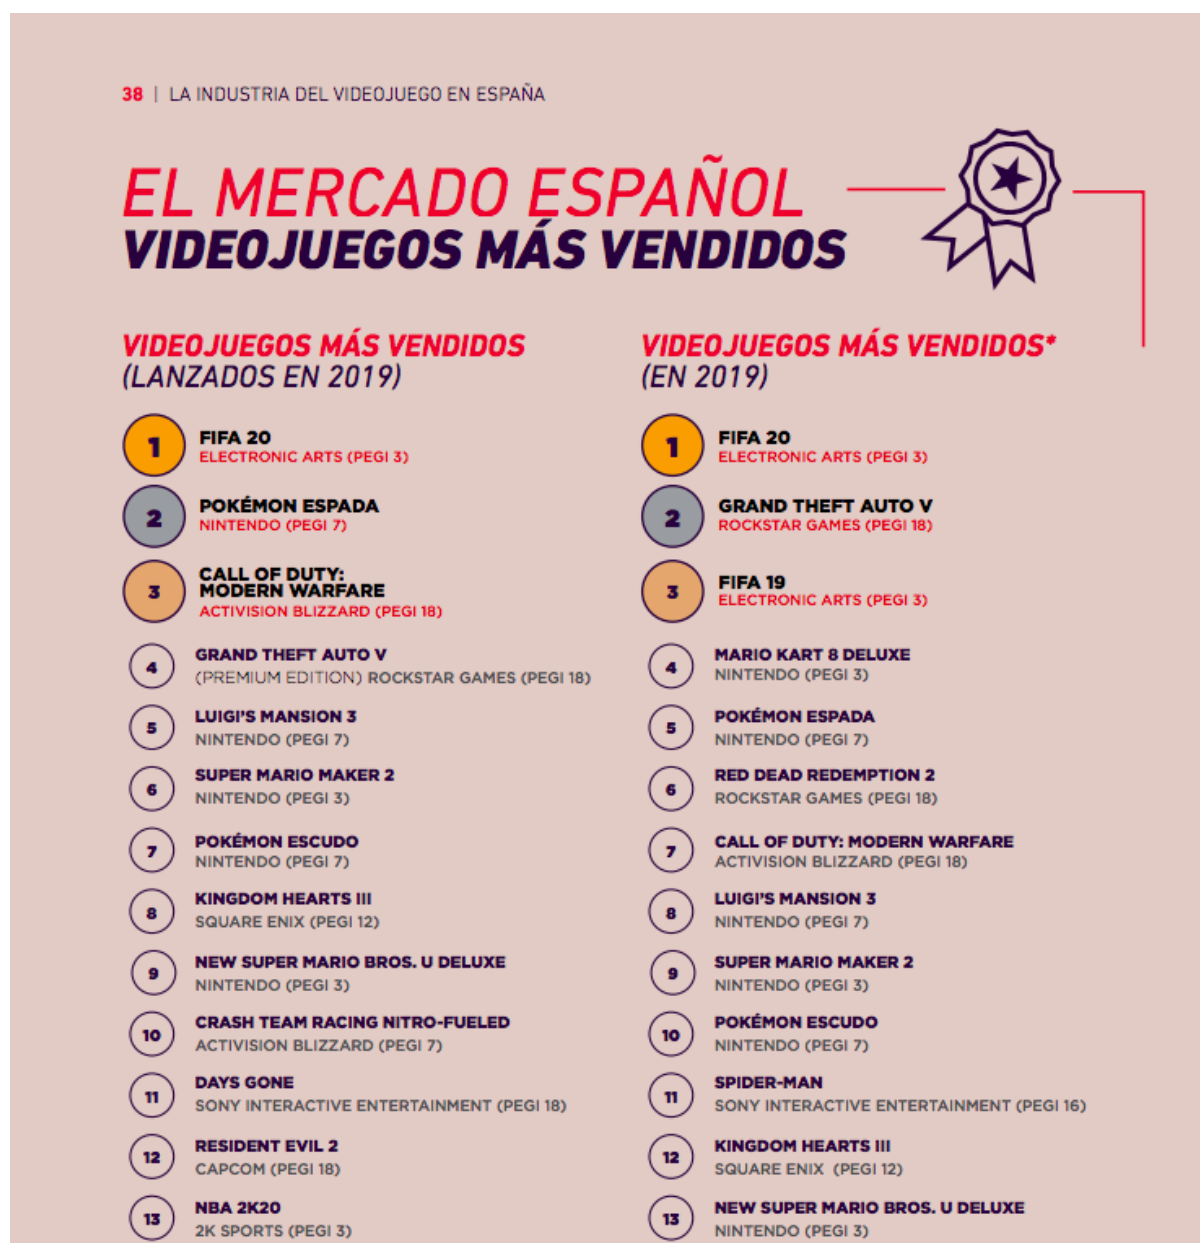 38 | LA INDUSTRIA DEL VIDEOJUEGO EN ESPAÑA
EL MERCADO ESPAÑOL
VIDEOJUEGOS MÁS VENDIDOS
VIDEOJUEGOS MÁS VENDIDOS
(LANZADOS EN 2019)
1
FIFA 20
ELECTRONIC ARTS (PEGI 3)
2
POKÉMON ESPADA
NINTENDO (PEGI 7)
3
CALL OF DUTY:
MODERN WARFARE
ACTIVISION BLIZZARD (PEGI 18)
4
GRAND THEFT AUTO V
(PREMIUM EDITION) ROCKSTAR GAMES (PEGI 18)
5
LUIGI'S MANSION 3
NINTENDO (PEGI 7)
6
SUPER MARIO MAKER 2
NINTENDO (PEGI 3)
7
POKÉMON ESCUDO
NINTENDO (PEGI 7)
8
KINGDOM HEARTS III
SQUARE ENIX (PEGI 12)
9
NEW SUPER MARIO BROS. U DELUXE
NINTENDO (PEGI 3)
10
CRASH TEAM RACING NITRO-FUELED
ACTIVISION BLIZZARD (PEGI 7)
11
DAYS GONE
SONY INTERACTIVE ENTERTAINMENT (PEGI 18)
12
RESIDENT EVIL 2
CAPCOM (PEGI 18)
13
NBA 2K20
2K SPORTS (PEGI 3)
VIDEOJUEGOS MÁS VENDIDOS*
(EN 2019)
1
FIFA 20
ELECTRONIC ARTS (PEGI 3)
2
GRAND THEFT AUTO V
ROCKSTAR GAMES (PEGI 18)
3
FIFA 19
ELECTRONIC ARTS (PEGI 3)
4
MARIO KART 8 DELUXE
NINTENDO (PEGI 3)
5
POKÉMON ESPADA
NINTENDO (PEGI 7)
6
RED DEAD REDEMPTION 2
ROCKSTAR GAMES (PEGI 18)
7
CALL OF DUTY: MODERN WARFARE
ACTIVISION BLIZZARD (PEGI 18)
8
LUIGI'S MANSION 3
NINTENDO (PEGI 7)
9
SUPER MARIO MAKER 2
NINTENDO (PEGI 3)
10
POKÉMON ESCUDO
NINTENDO (PEGI 7)
11
SPIDER-MAN
SONY INTERACTIVE ENTERTAINMENT (PEGI 16)
12
KINGDOM HEARTS III
SQUARE ENIX (PEGI 12)
13
NEW SUPER MARIO BROS. U DELUXE
NINTENDO (PEGI 3)